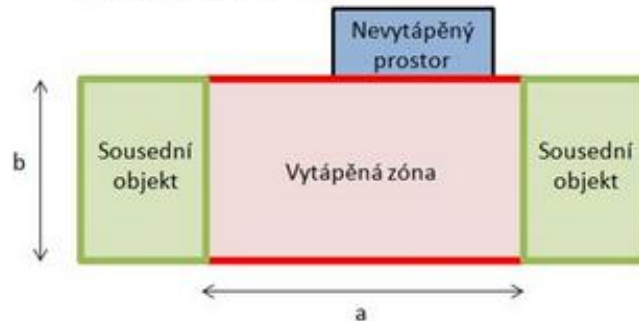 Nevytápěný
prostor
b
Sousední
objekt
Vytápěná zóna
Sousední
objekt
a